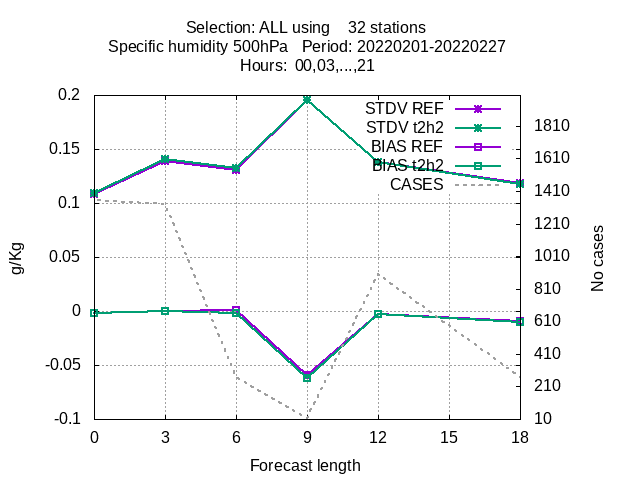 Selection: ALL using 32 stations
Specific humidity 500hPa Period: 20220201-20220227
Hours: 00,03,...,21
STDV REF
STDV t2h2
BIAS REF
BIAS t2h2
CASES
0.2
0.15
0.1
0.05
0
-0.05
-0.1
g/Kg
1810
1610
1410
1210
1010
810
610
410
210
10
No cases
0 3 6 9 12 15 18
Forecast length